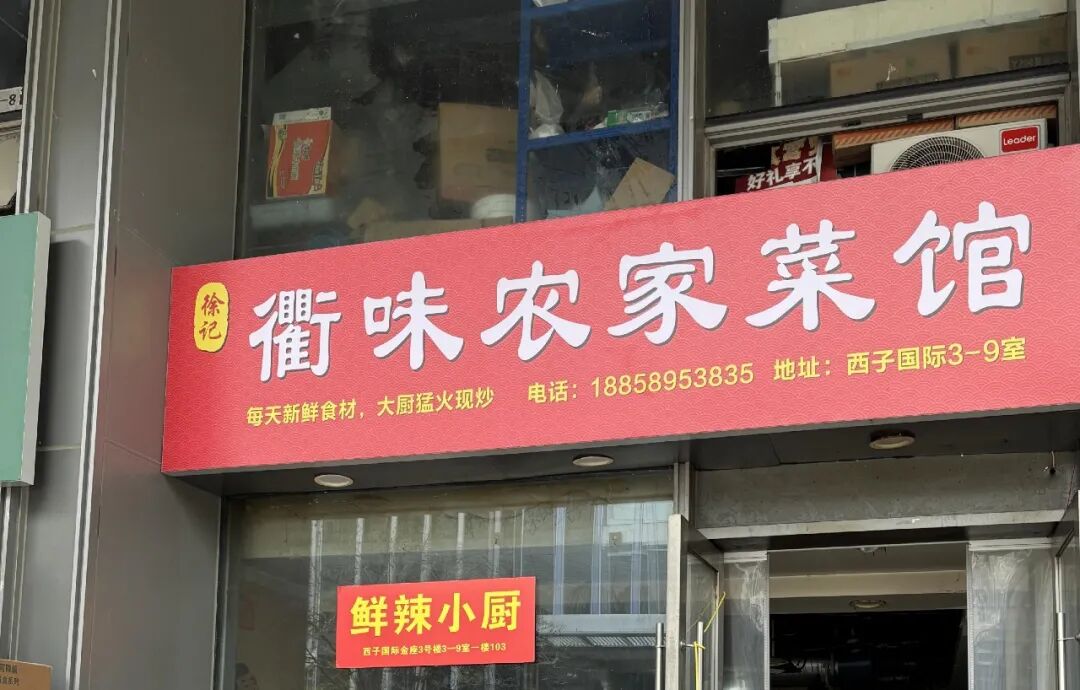 Leader
好礼享不
徐记
衢味农家菜馆
每天新鲜食材，大厨猛火现炒 电话：18858953835 地址：西子国际3-9室
鲜辣小厨
西子国际金座3号楼3-9室一楼103